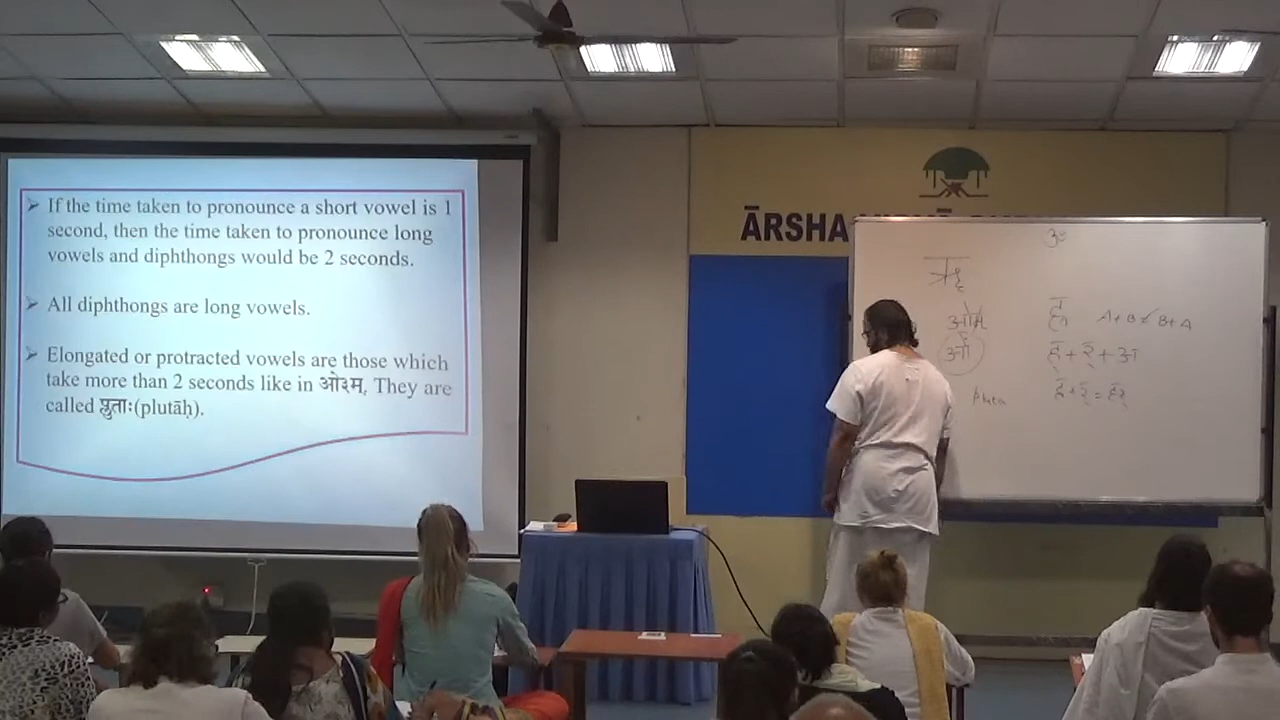 If the time taken to pronounce a short vowel is 1
second, then the time taken to pronounce long
vowels and diphthongs would be 2 seconds.
All diphthongs are long vowels.
Elongated or protracted vowels are those which
take more than 2 seconds like in ओ३म्, They are
called प्लुताः(plutāḥ).
ĀRSHA
ॠ
A+B≠B+A
ह्+र्+अ
Pluta
ह्+र्=ह्र्